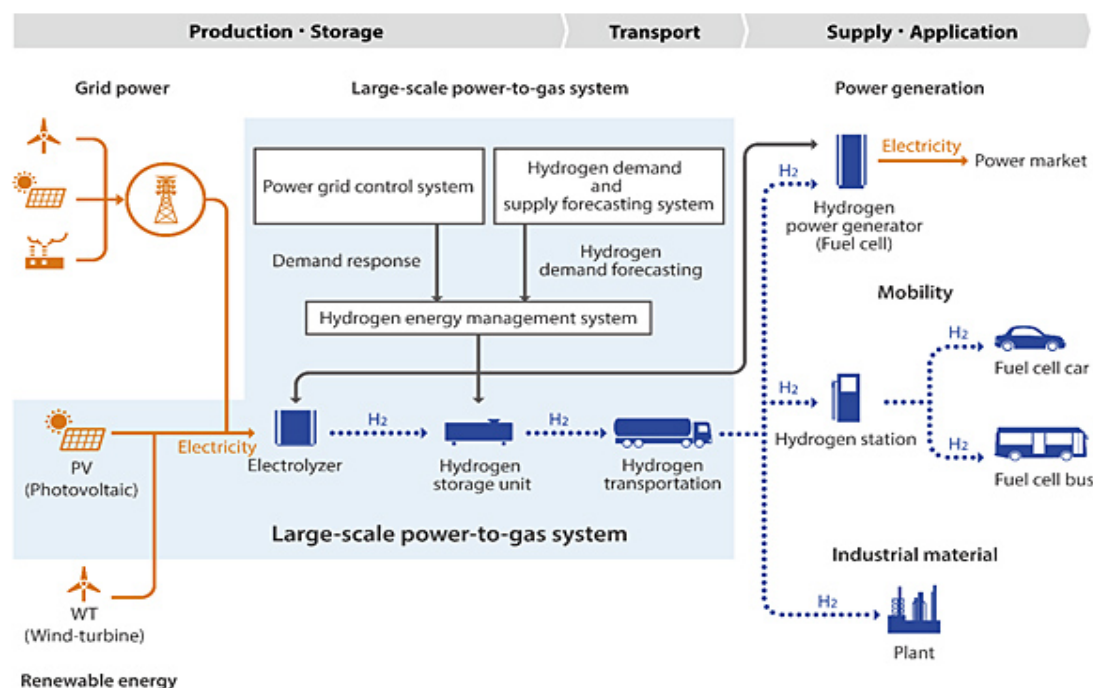 Production · Storage
Transport
Supply · Application
Grid power
Large-scale power-to-gas system
Power generation
Power grid control system
Hydrogen demand
and
supply forecasting system
H2
Electricity
Power market
Hydrogen
power generator
(Fuel cell)
Demand response
Hydrogen
demand forecasting
Mobility
Hydrogen energy management system
H2
Fuel cell car
PV
(Photovoltaic)
Electricity
Electrolyzer
H2
Hydrogen
storage unit
H2
Hydrogen
transportation
H2
Hydrogen station
H2
Fuel cell bus
Large-scale power-to-gas system
Industrial material
WT
(Wind-turbine)
H2
Plant
Renewable energy